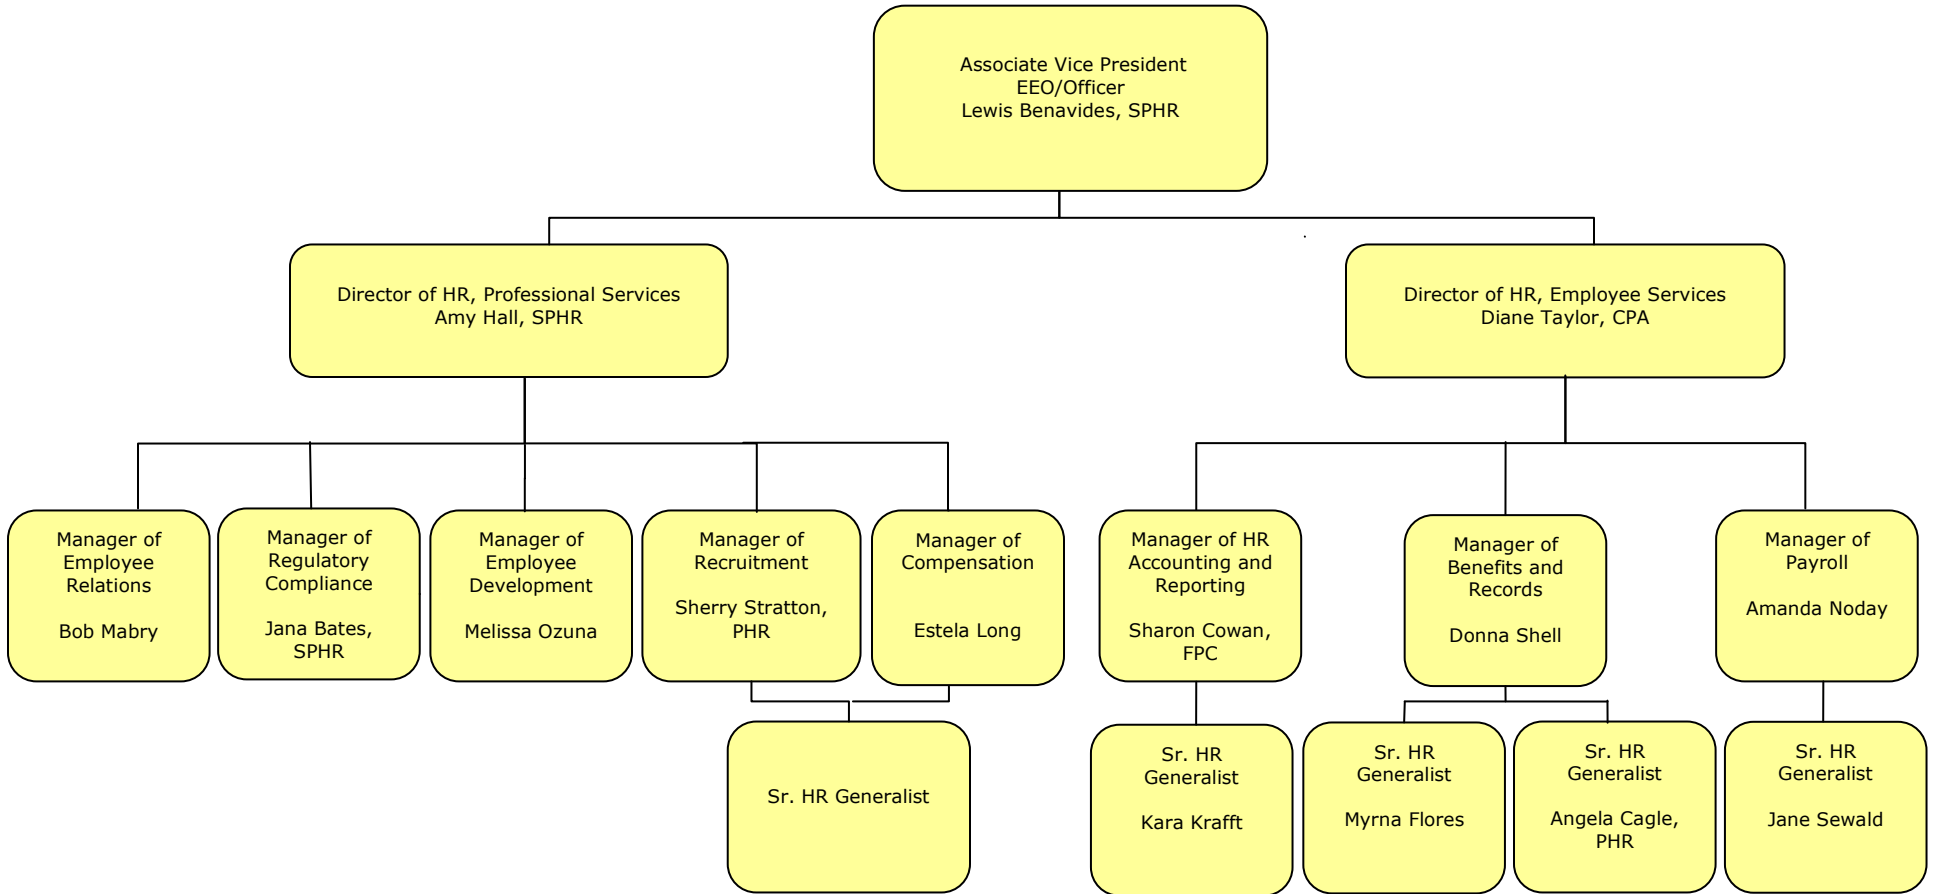 Associate Vice President
EEO/Officer
Lewis Benavides, SPHR
Director of HR, Professional Services
Amy Hall, SPHR
Director of HR, Employee Services
Diane Taylor, CPA
Manager of
Employee
Relations
Bob Mabry
Manager of
Regulatory
Compliance
Jana Bates,
SPHR
Manager of
Employee
Development
Melissa Ozuna
Manager of
Recruitment
Sherry Stratton,
PHR
Manager of
Compensation
Estela Long
Manager of HR
Accounting and
Reporting
Sharon Cowan,
FPC
Manager of
Benefits and
Records
Donna Shell
Manager of
Payroll
Amanda Noday
Sr. HR Generalist
Sr. HR
Generalist
Kara Krafft
Sr. HR
Generalist
Myrna Flores
Sr. HR
Generalist
Angela Cagle,
PHR
Sr. HR
Generalist
Jane Sewald